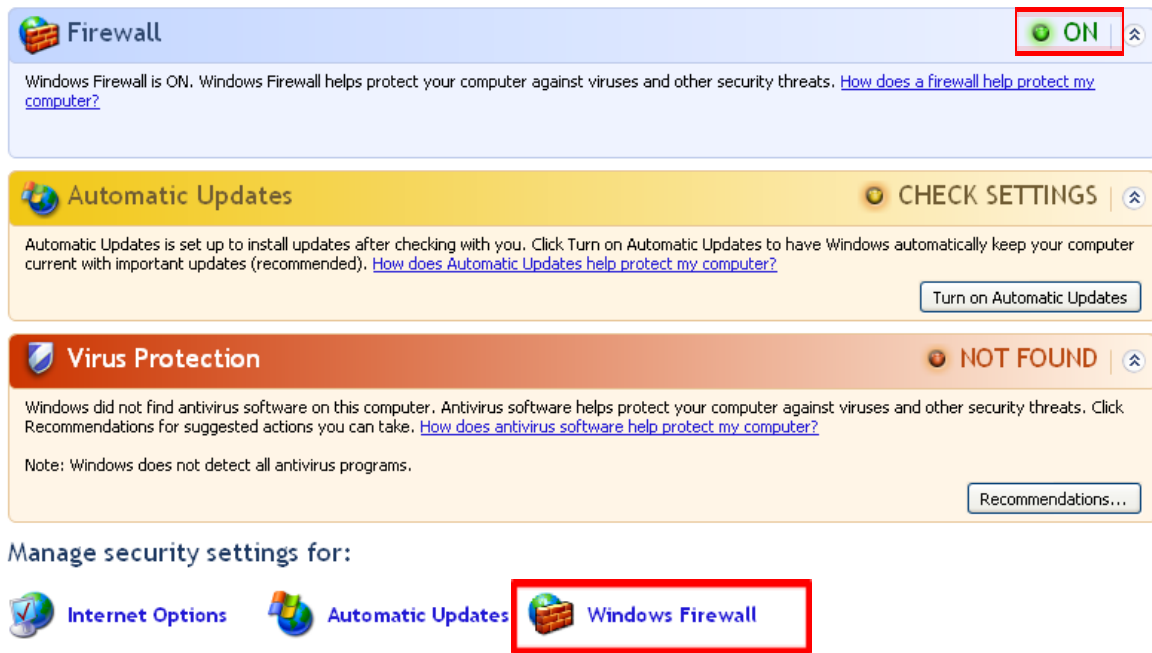 Firewall ON
Windows Firewall is ON. Windows Firewall helps protect your computer against viruses and other security threats. How does a firewall help protect my
computer?
Automatic Updates CHECK SETTINGS
Automatic Updates is set up to install updates after checking with you. Click Turn on Automatic Updates to have Windows automatically keep your computer
current with important updates (recommended). How does Automatic Updates help protect my computer?
Turn on Automatic Updates
Virus Protection NOT FOUND
Windows did not find antivirus software on this computer. Antivirus software helps protect your computer against viruses and other security threats. Click
Recommendations for suggested actions you can take. How does antivirus software help protect my computer?
Note: Windows does not detect all antivirus programs.
Recommendations...
Manage security settings for:
Internet Options Automatic Updates Windows Firewall